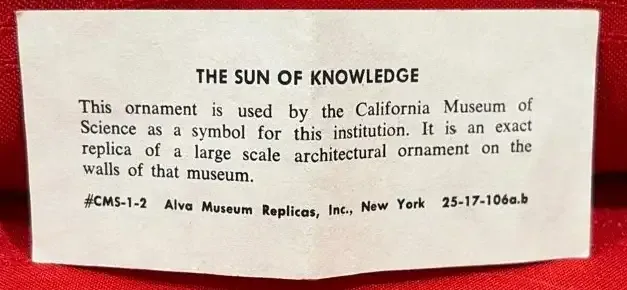 THE SUN OF KNOWLEDGE
This ornament is used by the California Museum of
Science as a symbol for this institution. It is an exact
replica of a large scale architectural ornament on the
walls of that museum.
#CMS-1-2 Alva Museum Replicas, Inc., New York 25-17-106a.b